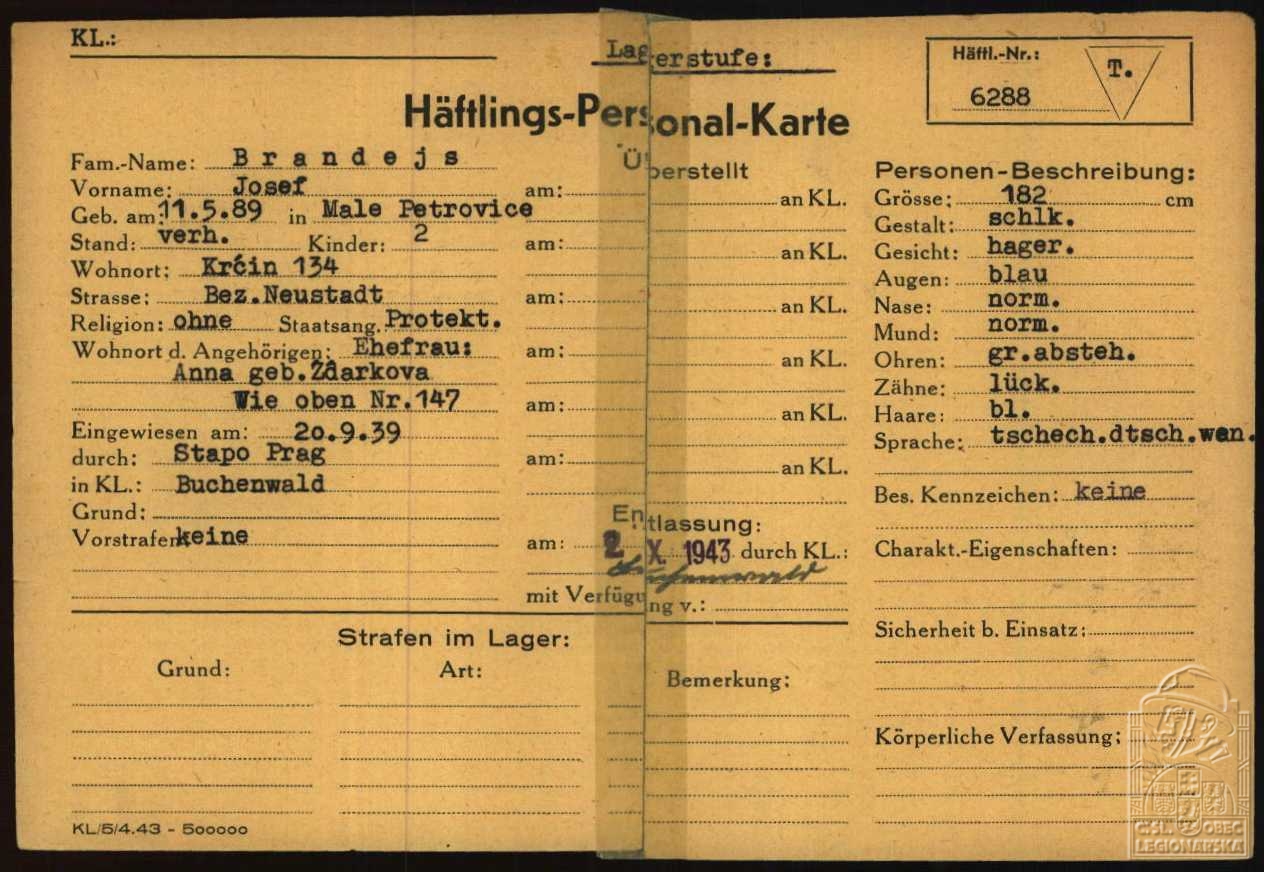 KL.:
Lagerstufe:
Häftl.-Nr.:
T.
6288
Häftlings-Personal-Karte
Fam.-Name: Brandejs
Vorname: Josef
Geb. am: 11.5.89 in Male Petrovice
Stand: verh. Kinder: 2
Wohnort: Krćin 134
Strasse: Bez.Neustadt
Religion: ohne Staatsang. Protekt.
Wohnort d. Angehörigen: Ehefrau:
Anna geb.Ždarkova
Wie oben Nr.147
Eingewiesen am: 20.9.39
durch: Stapo Prag
in KL.: Buchenwald
Grund:
Vorstrafen: keine
Überstellt
am: an KL.
am: an KL.
am: an KL.
am: an KL.
am: an KL.
am: an KL.
Entlassung:
am: 2 X. 1943 durch KL.:
Buchenwald
mit Verfügung v.:
Personen-Beschreibung:
Grösse: 182 cm
Gestalt: schlk.
Gesicht: hager.
Augen: blau
Nase: norm.
Mund: norm.
Ohren: gr.absteh.
Zähne: lück.
Haare: bl.
Sprache: tschech.dtsch.wen.
Bes. Kennzeichen: keine
Charakt.-Eigenschaften:
Sicherheit b. Einsatz:
Körperliche Verfassung:
Strafen im Lager:
Grund: Art: Bemerkung:
KL/5/4.43 - 500000
ČSL. OBEC
LEGIONÁŘSKÁ